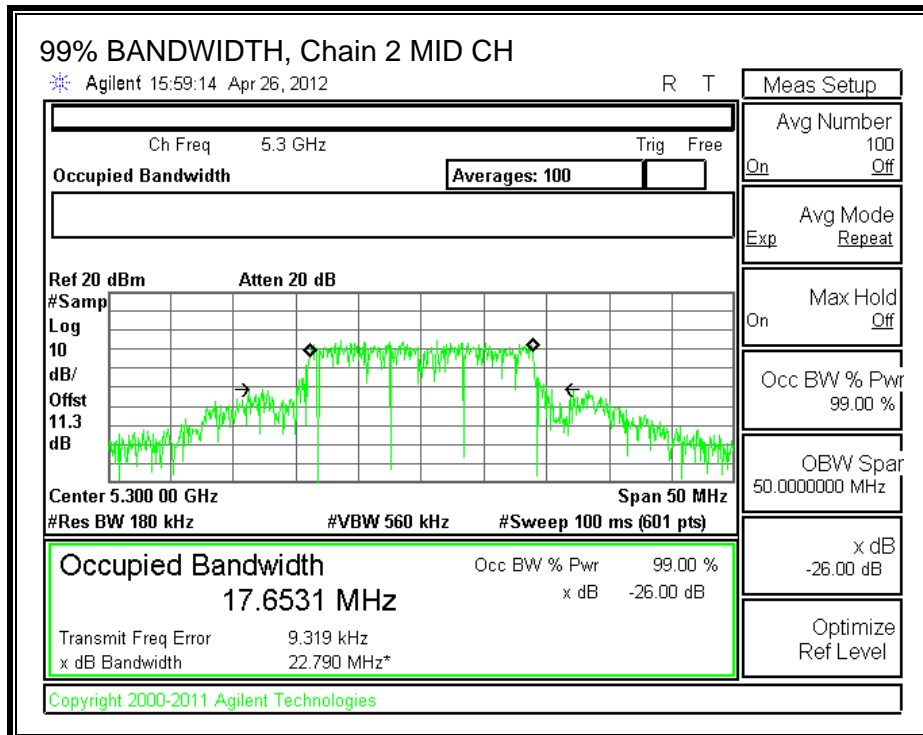 99% BANDWIDTH, Chain 2 MID CH
Agilent 15:59:14 Apr 26, 2012 R T
Ch Freq 5.3 GHz Trig Free
Occupied Bandwidth Averages: 100
Ref 20 dBm Atten 20 dB
#Samp
Log
10
dB/
Offst
11.3
dB
Center 5.300 00 GHz Span 50 MHz
#Res BW 180 kHz #VBW 560 kHz #Sweep 100 ms (601 pts)
Occupied Bandwidth
17.6531 MHz
Occ BW % Pwr 99.00 %
x dB -26.00 dB
Transmit Freq Error 9.319 kHz
x dB Bandwidth 22.790 MHz*
Copyright 2000-2011 Agilent Technologies
Meas Setup
Avg Number
100
On Off
Avg Mode
Exp Repeat
Max Hold
On Off
Occ BW % Pwr
99.00 %
OBW Span
50.0000000 MHz
x dB
-26.00 dB
Optimize
Ref Level